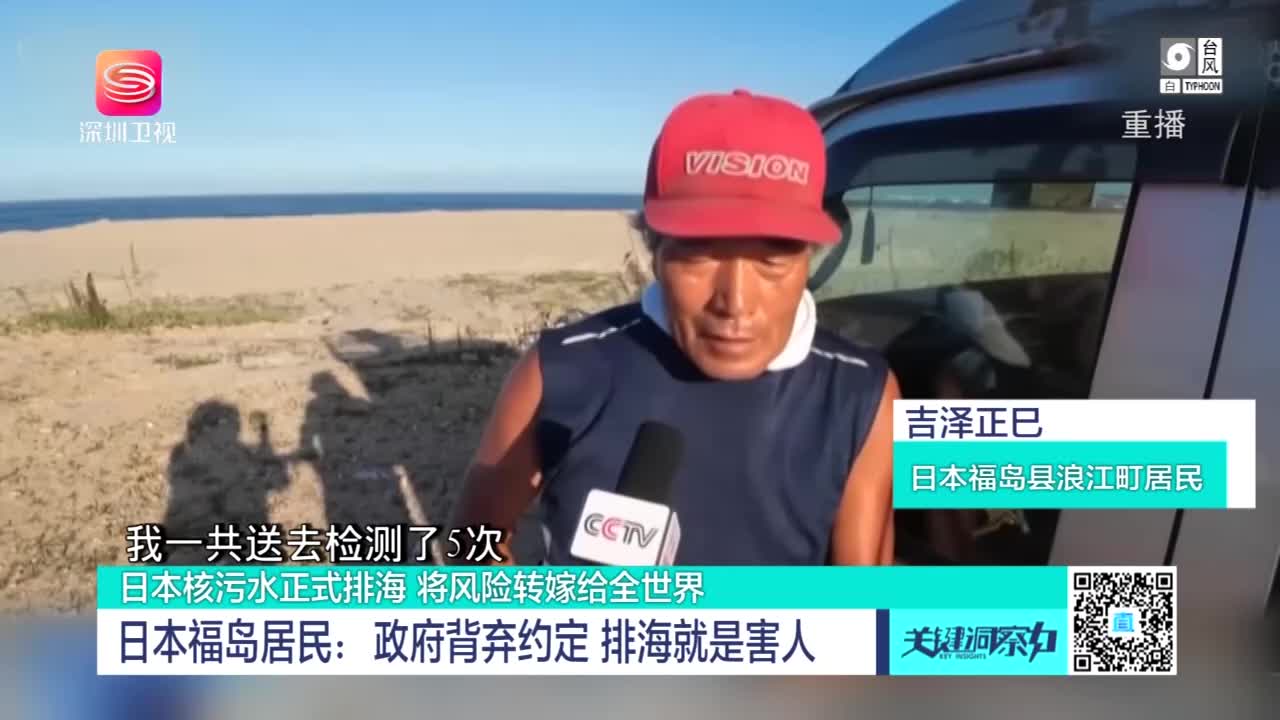 深圳卫视
台风
白
TYPHOON
重播
VISION
吉泽正巳
日本福岛县浪江町居民
CCTV
我一共送去检测了5次
日本核污水正式排海 将风险转嫁给全世界
日本福岛居民：政府背弃约定 排海就是害人
关键洞察力
KEY INSIGHTS
直